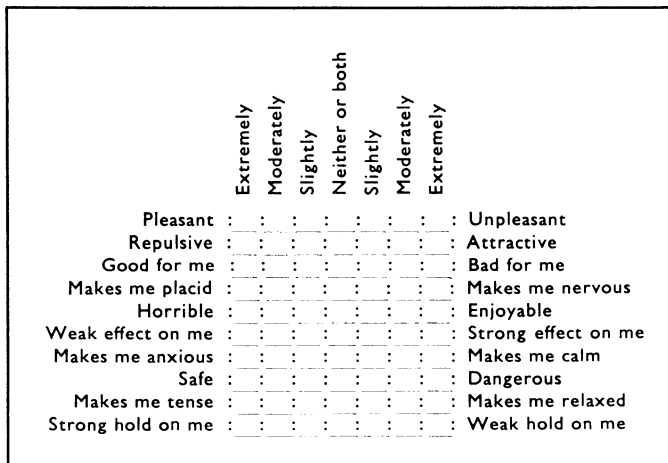 Extremely
Moderately
Slightly
Neither or both
Slightly
Moderately
Extremely
Pleasant : : : : : : : : Unpleasant
Repulsive : : : : : : : : Attractive
Good for me : : : : : : : : Bad for me
Makes me placid : : : : : : : : Makes me nervous
Horrible : : : : : : : : Enjoyable
Weak effect on me : : : : : : : : Strong effect on me
Makes me anxious : : : : : : : : Makes me calm
Safe : : : : : : : : Dangerous
Makes me tense : : : : : : : : Makes me relaxed
Strong hold on me : : : : : : : : Weak hold on me